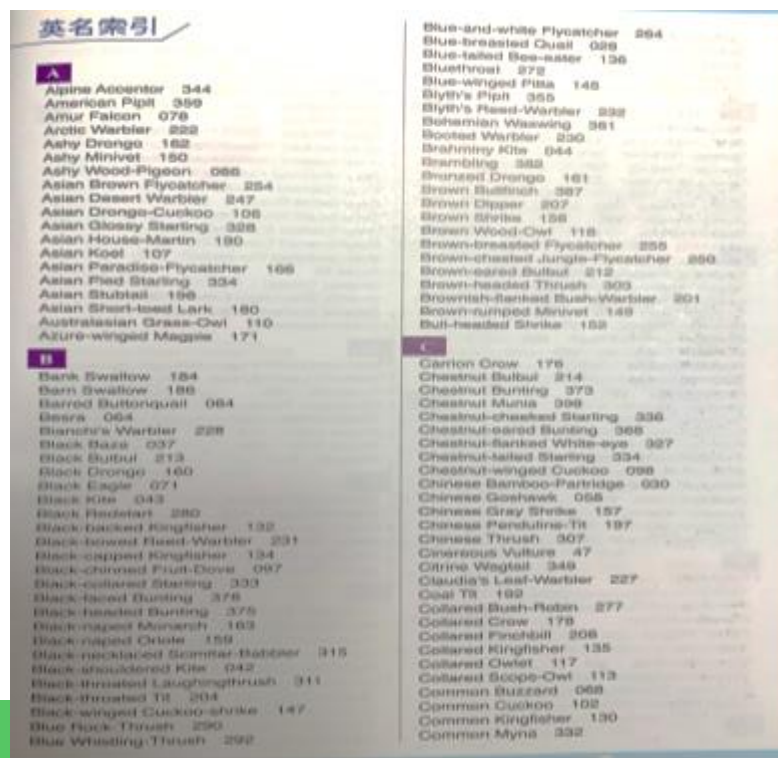 英名索引
A
Alpine Accentor 344
American Pipit 359
Amur Falcon 078
Arctic Warbler 222
Ashy Drongo 162
Ashy Minivet 150
Ashy Wood-Pigeon 086
Asian Brown Flycatcher 254
Asian Desert Warbler 247
Asian Drongo-Cuckoo 106
Asian Glossy Starling 328
Asian House-Martin 190
Asian Koel 107
Asian Paradise-Flycatcher 166
Asian Pied Starling 334
Asian Stubtail 198
Asian Short-toed Lark 180
Australasian Grass-Owl 110
Azure-winged Magpie 171
B
Bank Swallow 184
Barn Swallow 186
Barred Buttonquail 084
Besra 064
Bianchi's Warbler 228
Black Baza 037
Black Bulbul 213
Black Drongo 160
Black Eagle 071
Black Kite 043
Black Redstart 280
Black-backed Kingfisher 132
Black-bowed Reed-Warbler 231
Black-capped Kingfisher 134
Black-chinned Fruit-Dove 097
Black-collared Starling 333
Black-faced Bunting 376
Black-headed Bunting 375
Black-naped Monarch 163
Black-naped Oriole 159
Black-necklaced Scimitar-Babbler 315
Black-shouldered Kite 042
Black-throated Laughingthrush 311
Black-throated Tit 204
Black-winged Cuckoo-shrike 147
Blue Rock-Thrush 290
Blue Whistling-Thrush 292
Blue-and-white Flycatcher 264
Blue-breasted Quail 028
Blue-tailed Bee-eater 136
Bluethroat 272
Blue-winged Pitta 145
Blyth's Pipit 355
Blyth's Reed-Warbler 232
Bohemian Waxwing 361
Booted Warbler 230
Brahminy Kite 044
Brambling 382
Bronzed Drongo 161
Brown Bullfinch 387
Brown Dipper 207
Brown Shrike 156
Brown Wood-Owl 118
Brown-breasted Flycatcher 255
Brown-chested Jungle-Flycatcher 250
Brown-eared Bulbul 212
Brown-headed Thrush 303
Brownish-flanked Bush-Warbler 201
Brown-rumped Minivet 149
Bull-headed Shrike 152
C
Carrion Crow 176
Chestnut Bulbul 214
Chestnut Bunting 373
Chestnut Munia 398
Chestnut-cheeked Starling 336
Chestnut-eared Bunting 368
Chestnut-flanked White-eye 327
Chestnut-tailed Starling 334
Chestnut-winged Cuckoo 098
Chinese Bamboo-Partridge 030
Chinese Goshawk 058
Chinese Gray Shrike 157
Chinese Penduline-Tit 197
Chinese Thrush 307
Cinereous Vulture 47
Citrine Wagtail 349
Claudia's Leaf-Warbler 227
Coal Tit 192
Collared Bush-Robin 277
Collared Crow 178
Collared Finchbill 208
Collared Kingfisher 135
Collared Owlet 117
Collared Scops-Owl 113
Common Buzzard 068
Common Cuckoo 102
Common Kingfisher 130
Common Myna 332